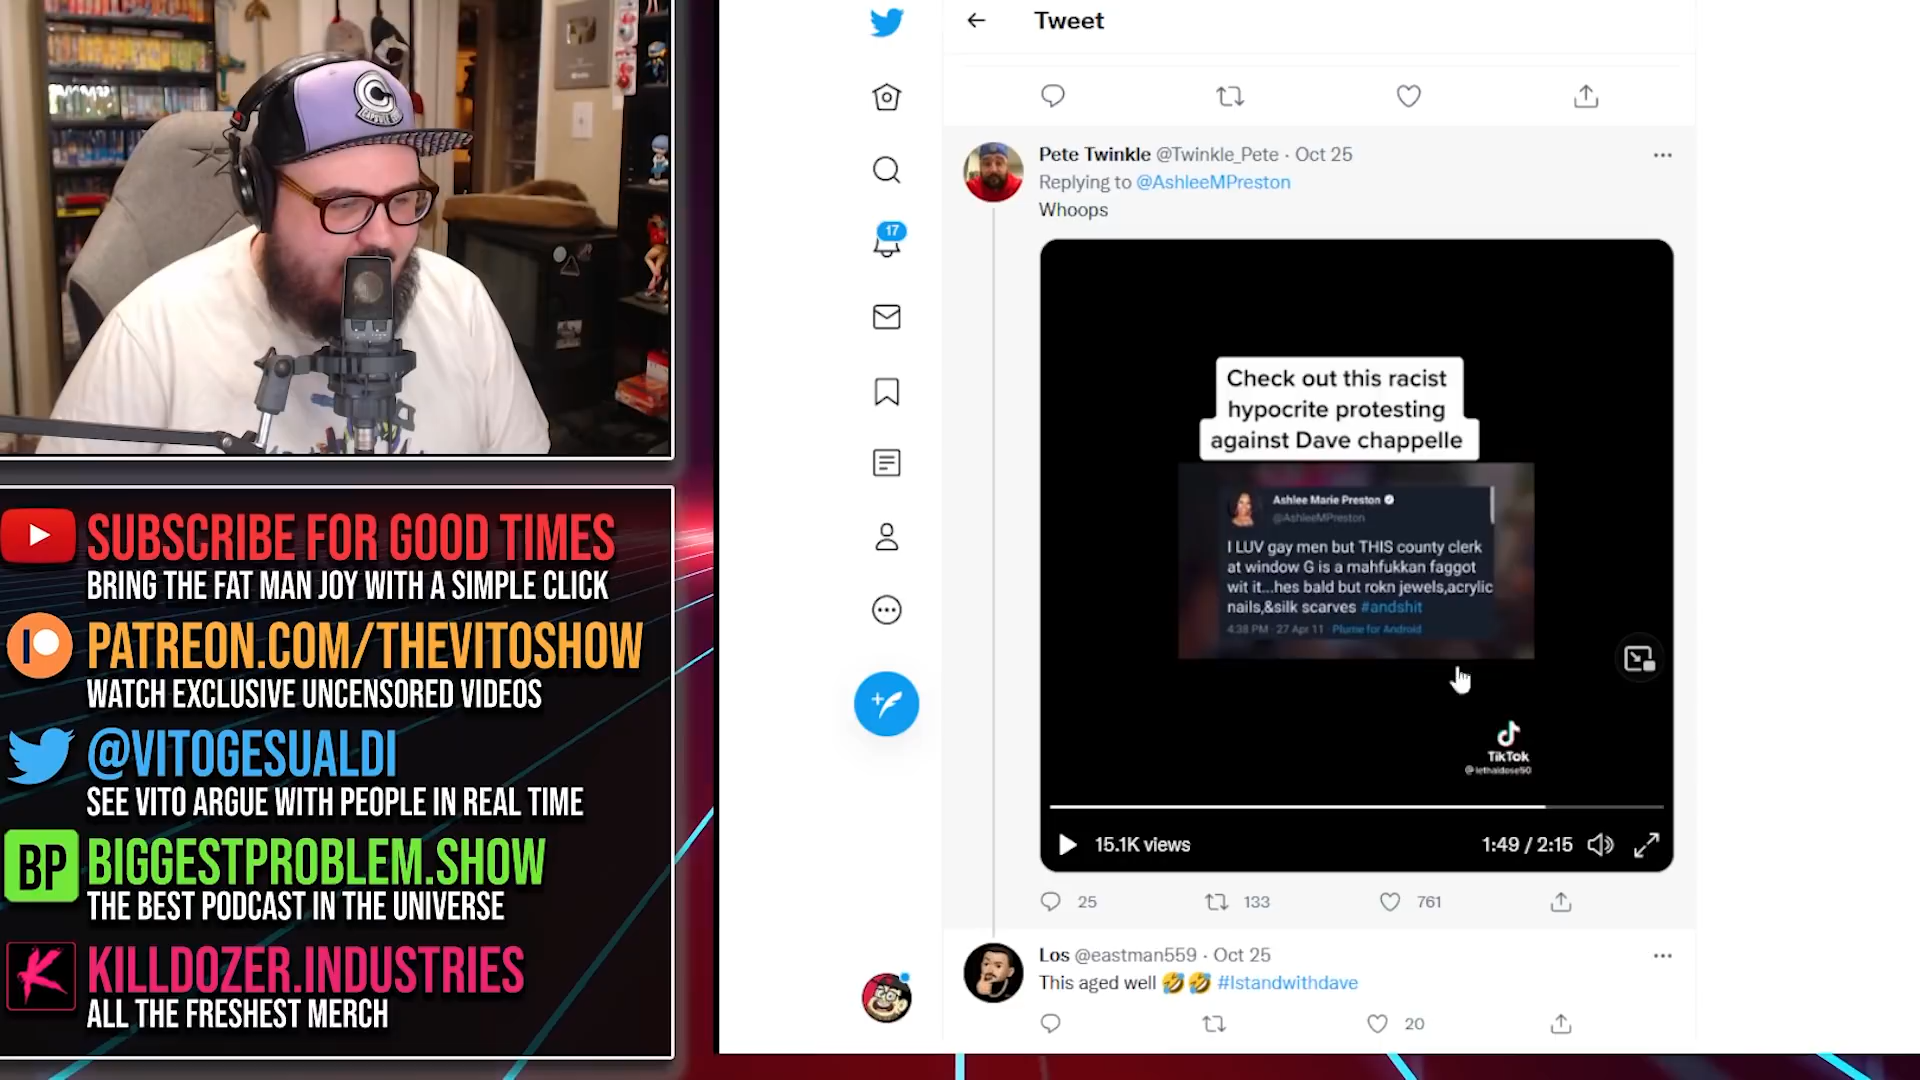 CAPSULE
SUBSCRIBE FOR GOOD TIMES
BRING THE FAT MAN JOY WITH A SIMPLE CLICK
PATREON.COM/THEVITOSHOW
WATCH EXCLUSIVE UNCENSORED VIDEOS
@VITOGESUALDI
SEE VITO ARGUE WITH PEOPLE IN REAL TIME
BP
BIGGESTPROBLEM.SHOW
THE BEST PODCAST IN THE UNIVERSE
KILLDOZER.INDUSTRIES
ALL THE FRESHEST MERCH
17
Tweet
Pete Twinkle @Twinkle_Pete · Oct 25
Replying to @AshleeMPreston
Whoops
Check out this racist
hypocrite protesting
against Dave chappelle
Ashlee Marie Preston
@AshleeMPreston
I LUV gay men but THIS county clerk
at window G is a mahfukkan faggot
wit it...hes bald but rokn jewels,acrylic
nails,&silk scarves #andshit
4:38 PM · 27 Apr 11 · Plume for Android
TikTok
@lethaldose50
15.1K views
1:49 / 2:15
25 133 761
Los @eastman559 · Oct 25
This aged well 🤣🤣 #Istandwithdave
20